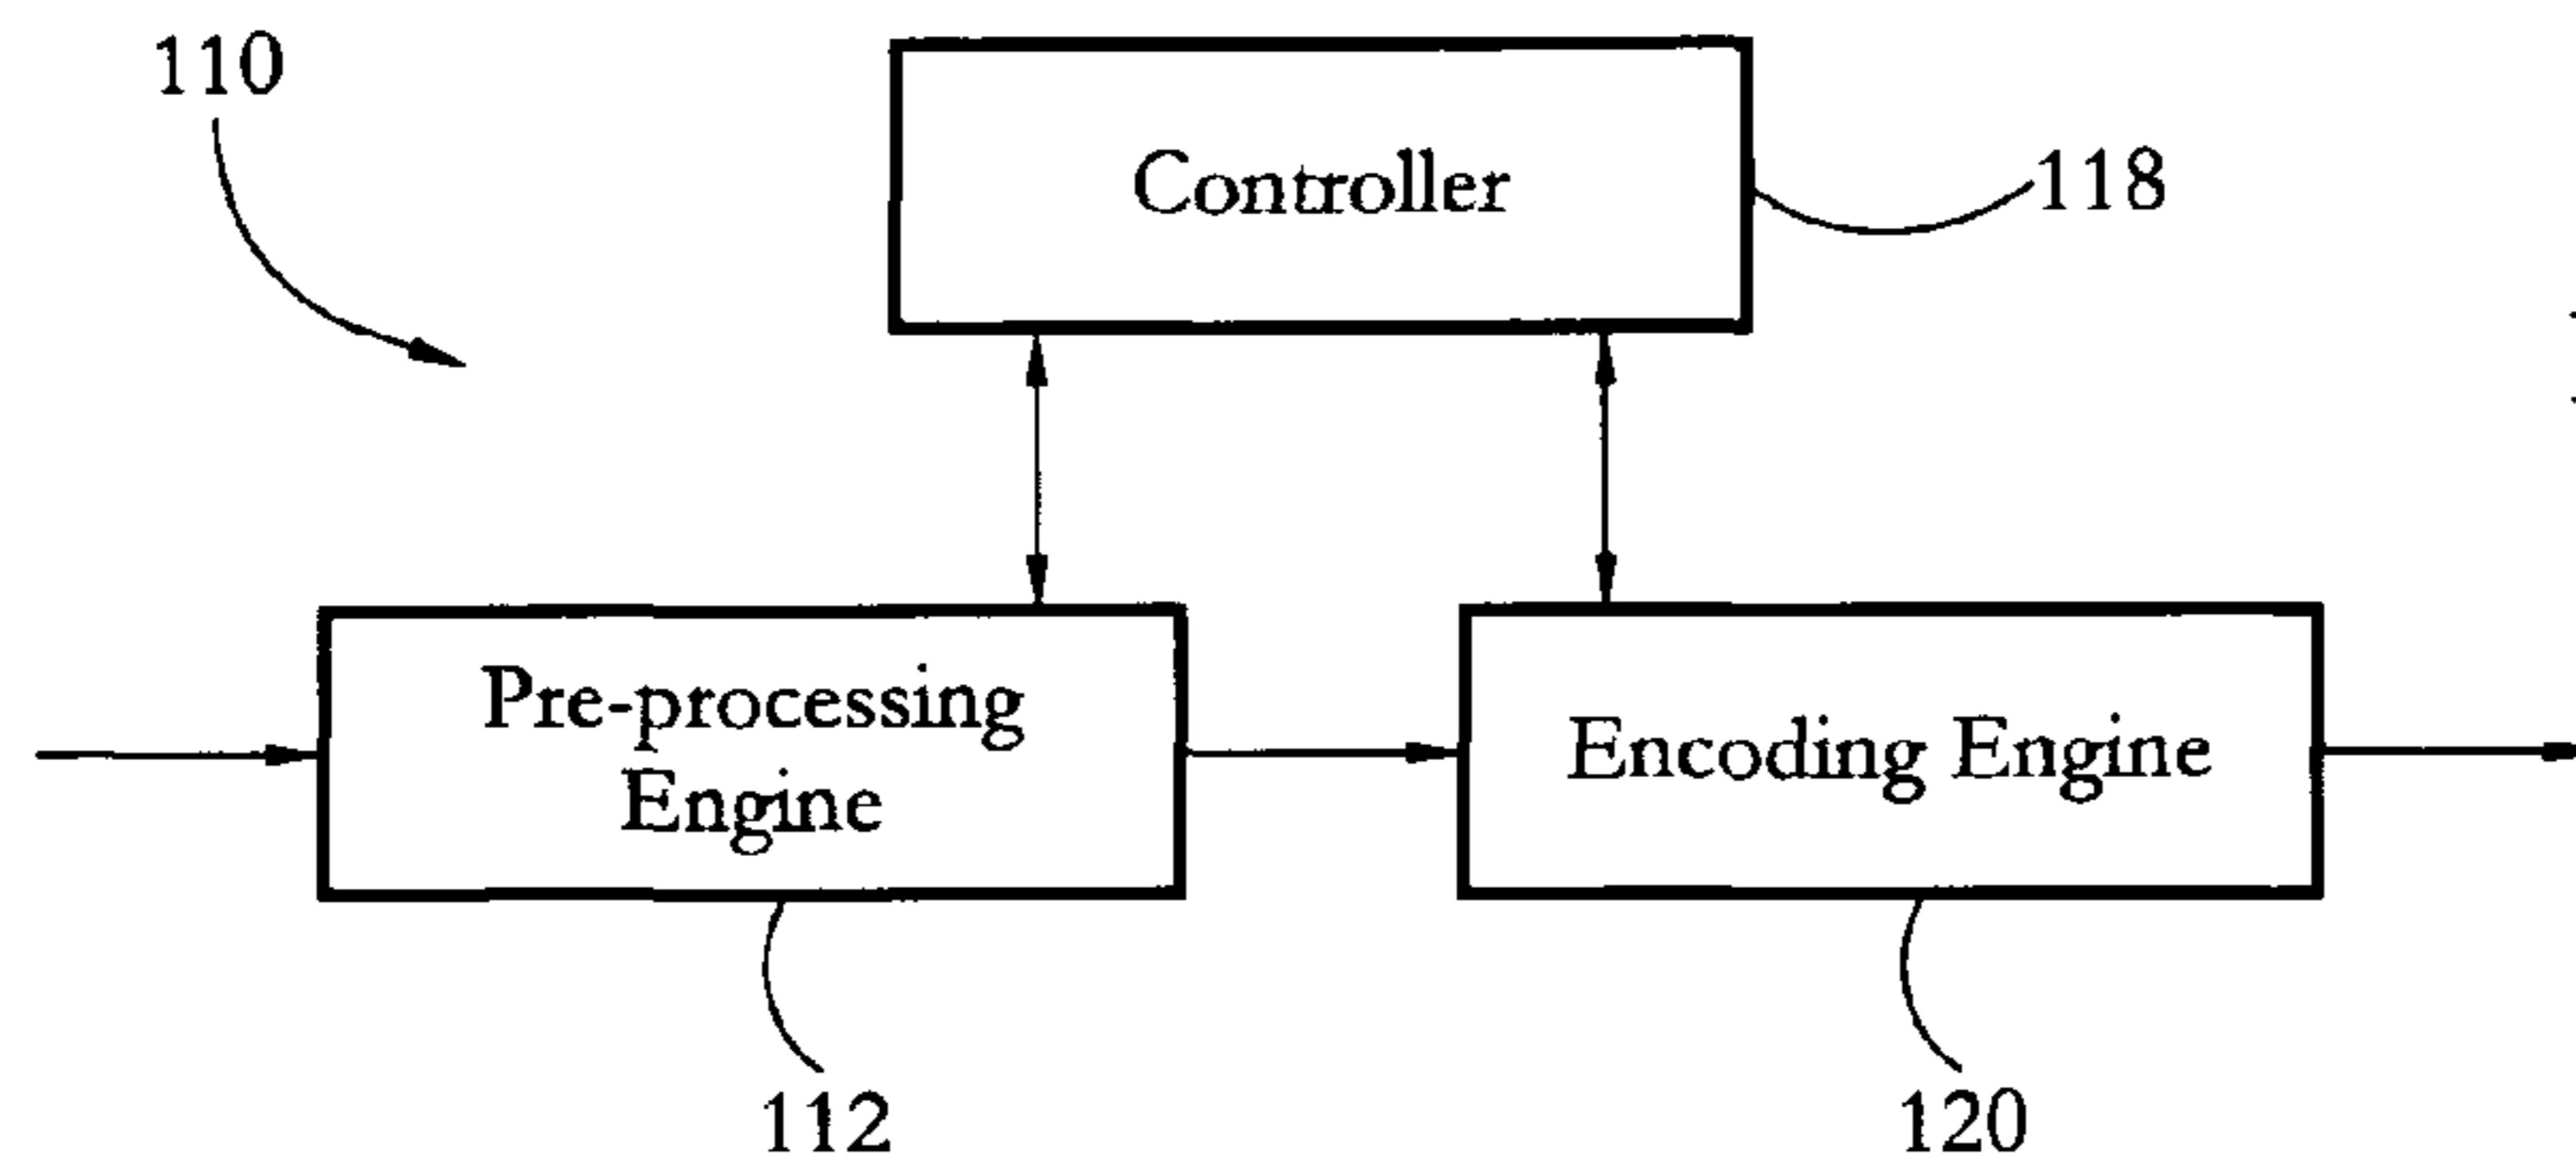 110
Controller
118
Pre-processing
Engine
Encoding Engine
112
120